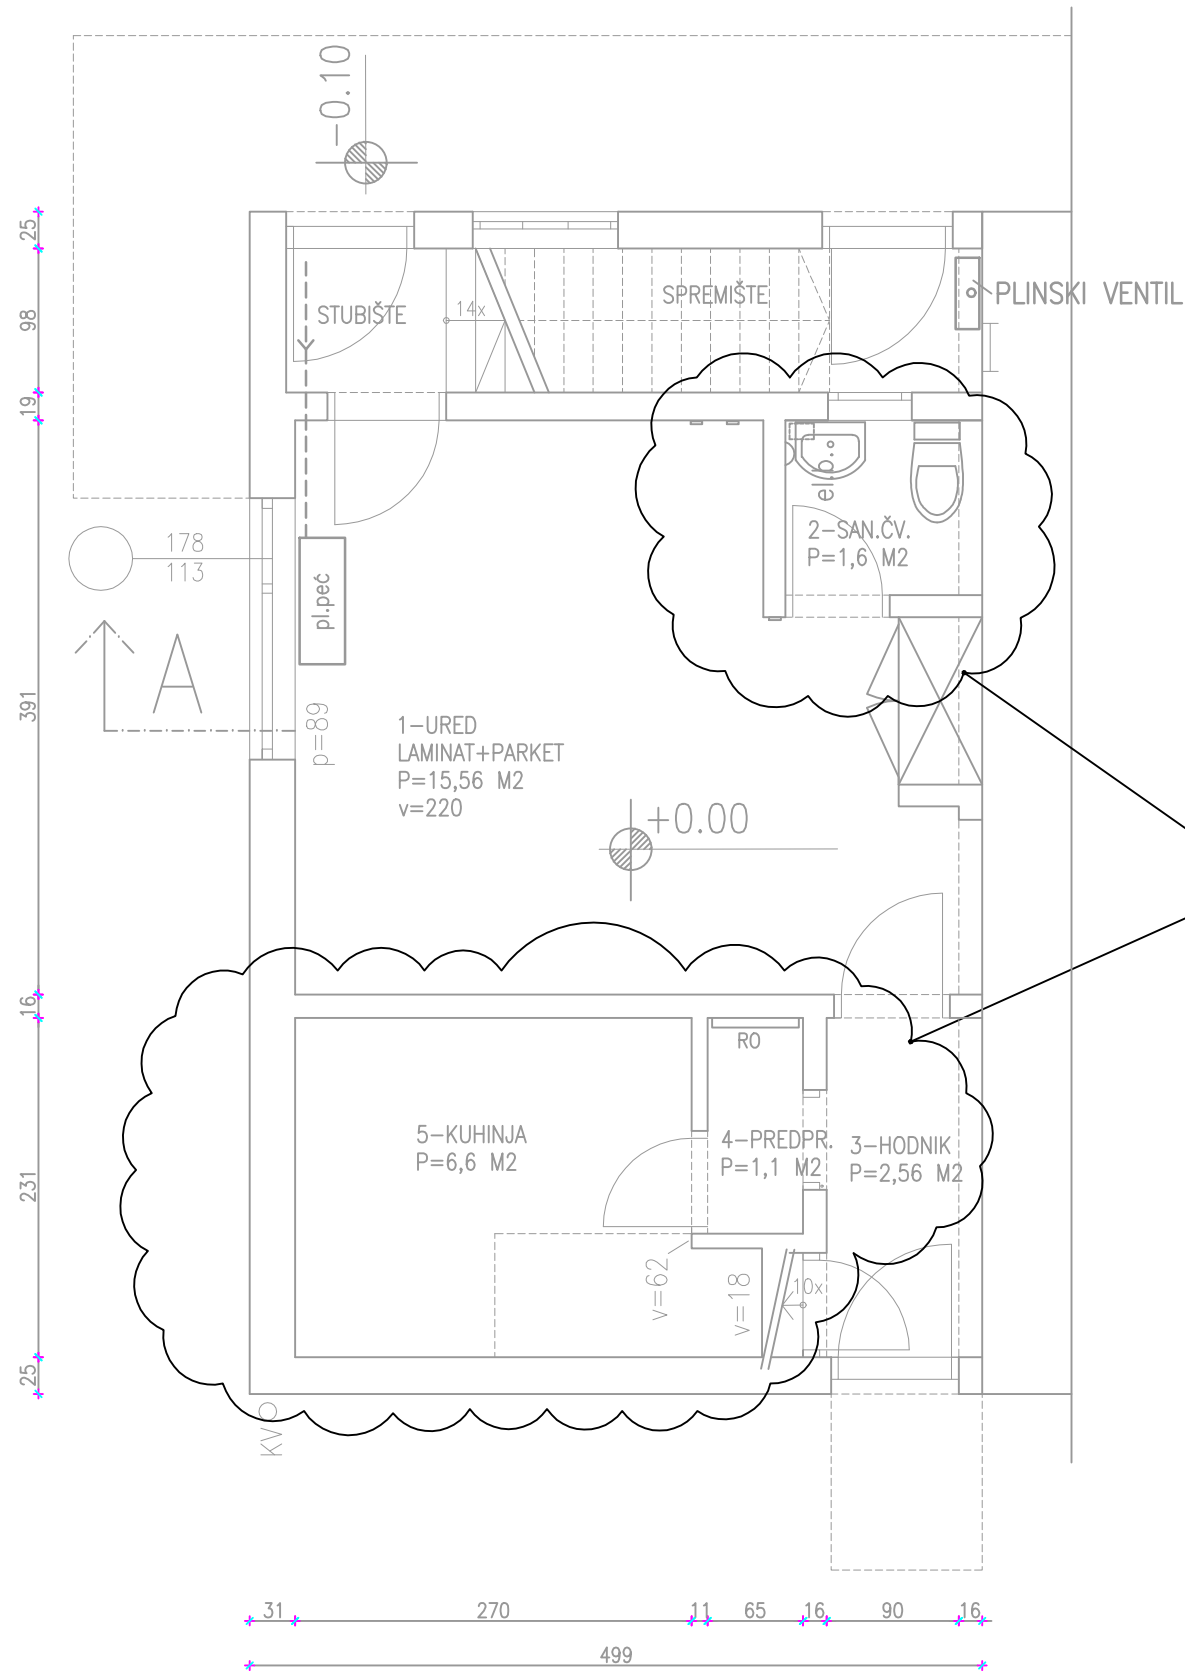 -0.10
25
98
19
391
16
231
25
STUBIŠTE
14x
SPREMIŠTE
PLINSKI VENTIL
el.b.
2-SAN.ČV.
P=1,6 M2
178
113
pl.peć
A
p=89
1-URED
LAMINAT+PARKET
P=15,56 M2
v=220
+0.00
RO
5-KUHINJA
P=6,6 M2
4-PREDPR.
P=1,1 M2
3-HODNIK
P=2,56 M2
v=62
v=18
10x
KVO
31
270
11
65
16
90
16
499